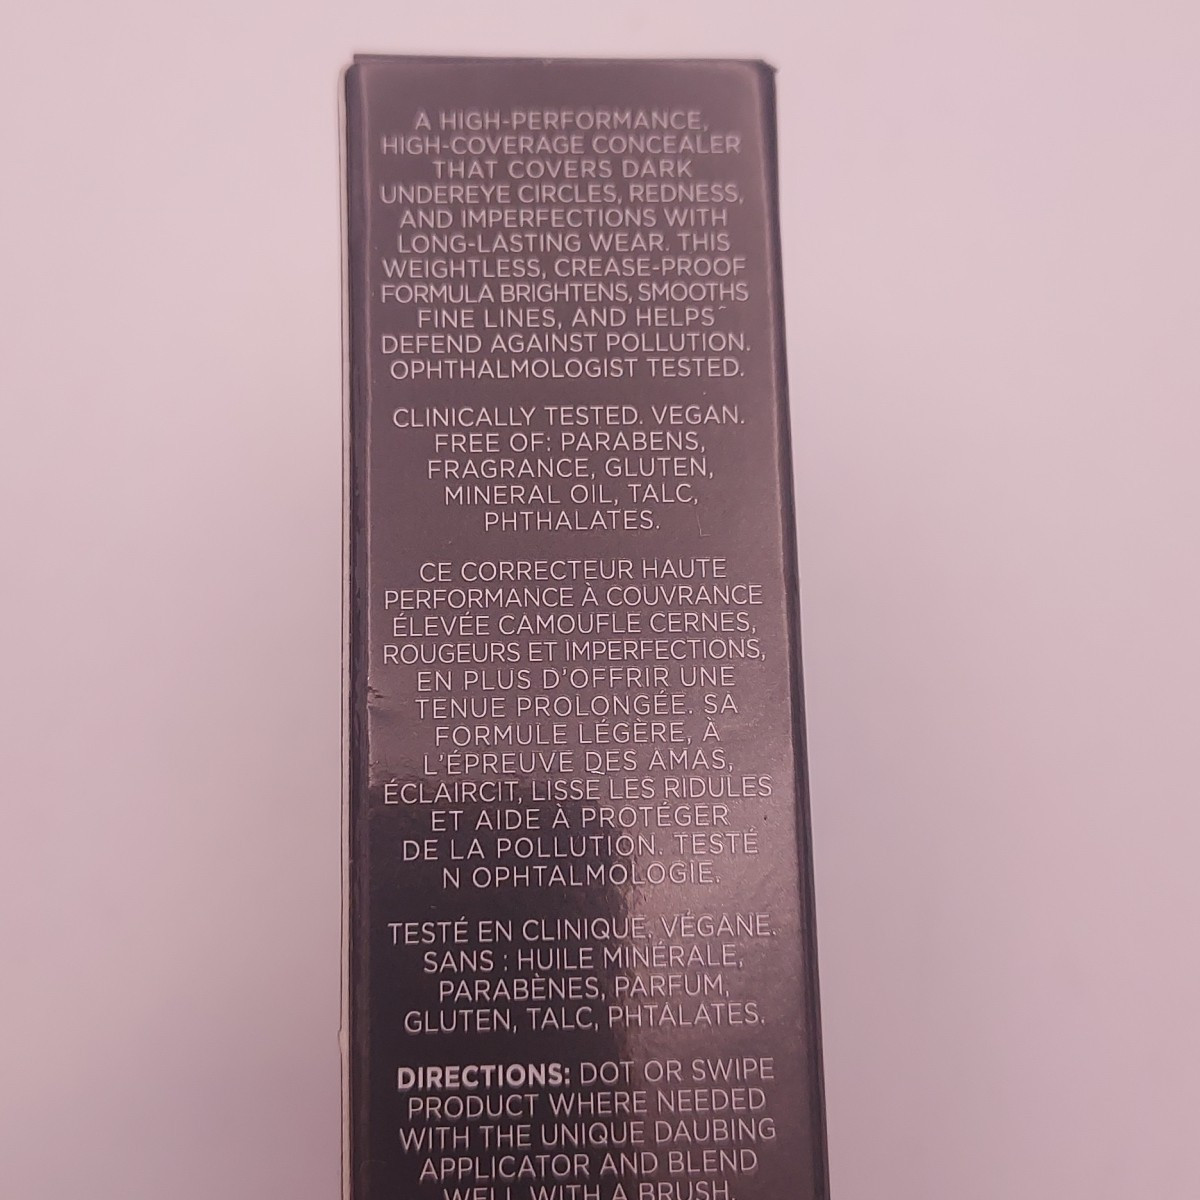 A HIGH-PERFORMANCE,
HIGH-COVERAGE CONCEALER
THAT COVERS DARK
UNDEREYE CIRCLES, REDNESS,
AND IMPERFECTIONS WITH
LONG-LASTING WEAR. THIS
WEIGHTLESS, CREASE-PROOF
FORMULA BRIGHTENS, SMOOTHS
FINE LINES, AND HELPS
DEFEND AGAINST POLLUTION.
OPHTHALMOLOGIST TESTED.
CLINICALLY TESTED. VEGAN.
FREE OF: PARABENS,
FRAGRANCE, GLUTEN,
MINERAL OIL, TALC,
PHTHALATES.
CE CORRECTEUR HAUTE
PERFORMANCE À COUVRANCE
ÉLEVÉE CAMOUFLE CERNES,
ROUGEURS ET IMPERFECTIONS,
EN PLUS D'OFFRIR UNE
TENUE PROLONGÉE. SA
FORMULE LÉGÈRE, À
L'ÉPREUVE DES AMAS,
ÉCLAIRCIT, LISSE LES RIDULES
ET AIDE À PROTÉGER
DE LA POLLUTION. TESTÉ
N OPHTALMOLOGIE.
TESTÉ EN CLINIQUE. VÉGANE.
SANS : HUILE MINÉRALE,
PARABÈNES, PARFUM,
GLUTEN, TALC, PHTALATES.
DIRECTIONS: DOT OR SWIPE
PRODUCT WHERE NEEDED
WITH THE UNIQUE DAUBING
APPLICATOR AND BLEND
WELL WITH A BRUSH,